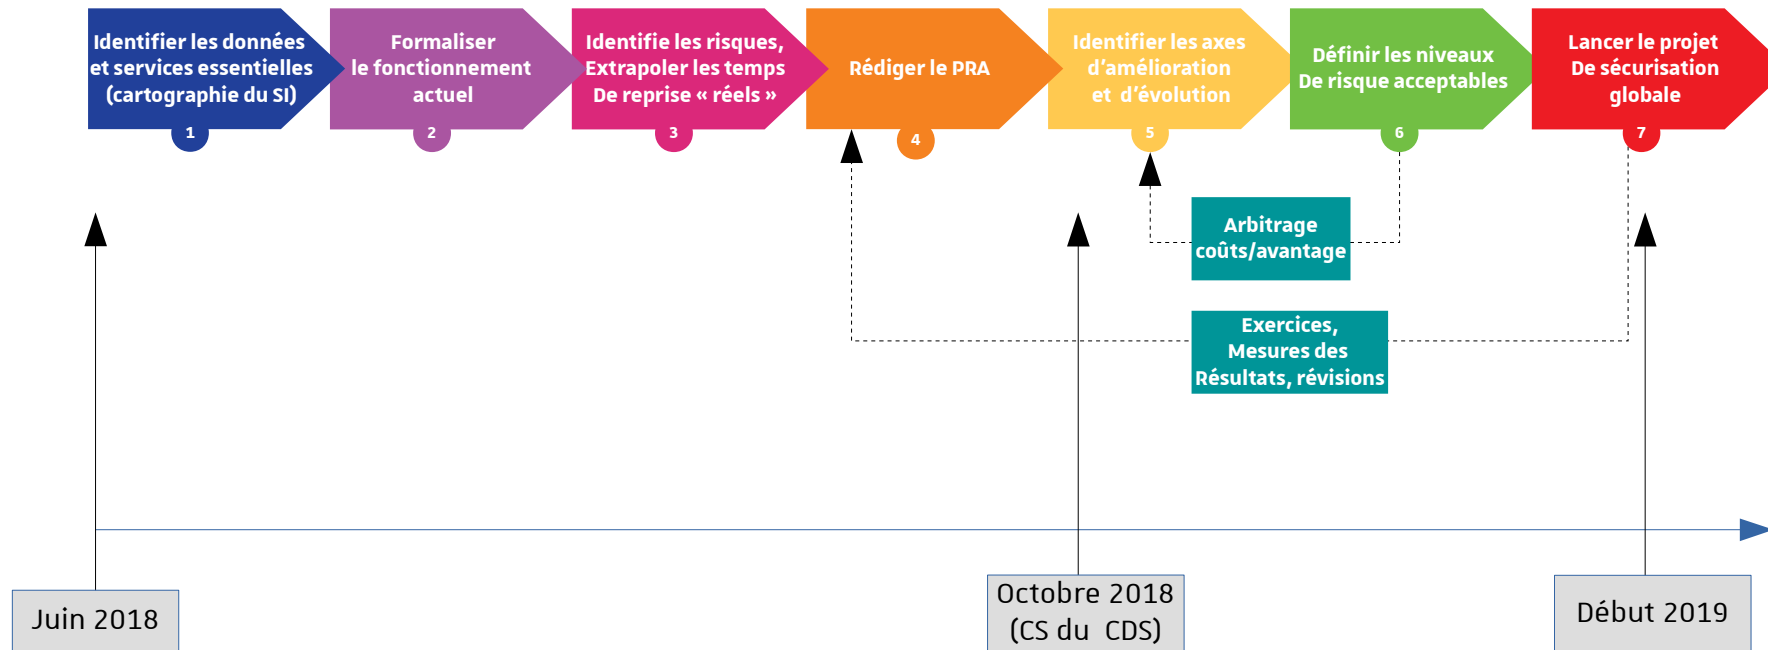 Identifier les données
et services essentielles
(cartographie du SI)
1
Formaliser
le fonctionnement
actuel
2
Identifie les risques,
Extrapoler les temps
De reprise « réels »
3
Rédiger le PRA
4
Identifier les axes
d'amélioration
et d'évolution
5
Définir les niveaux
De risque acceptables
6
Lancer le projet
De sécurisation
globale
7
Arbitrage
coûts/avantage
Exercices,
Mesures des
Résultats, révisions
Juin 2018
Octobre 2018
(CS du CDS)
Début 2019